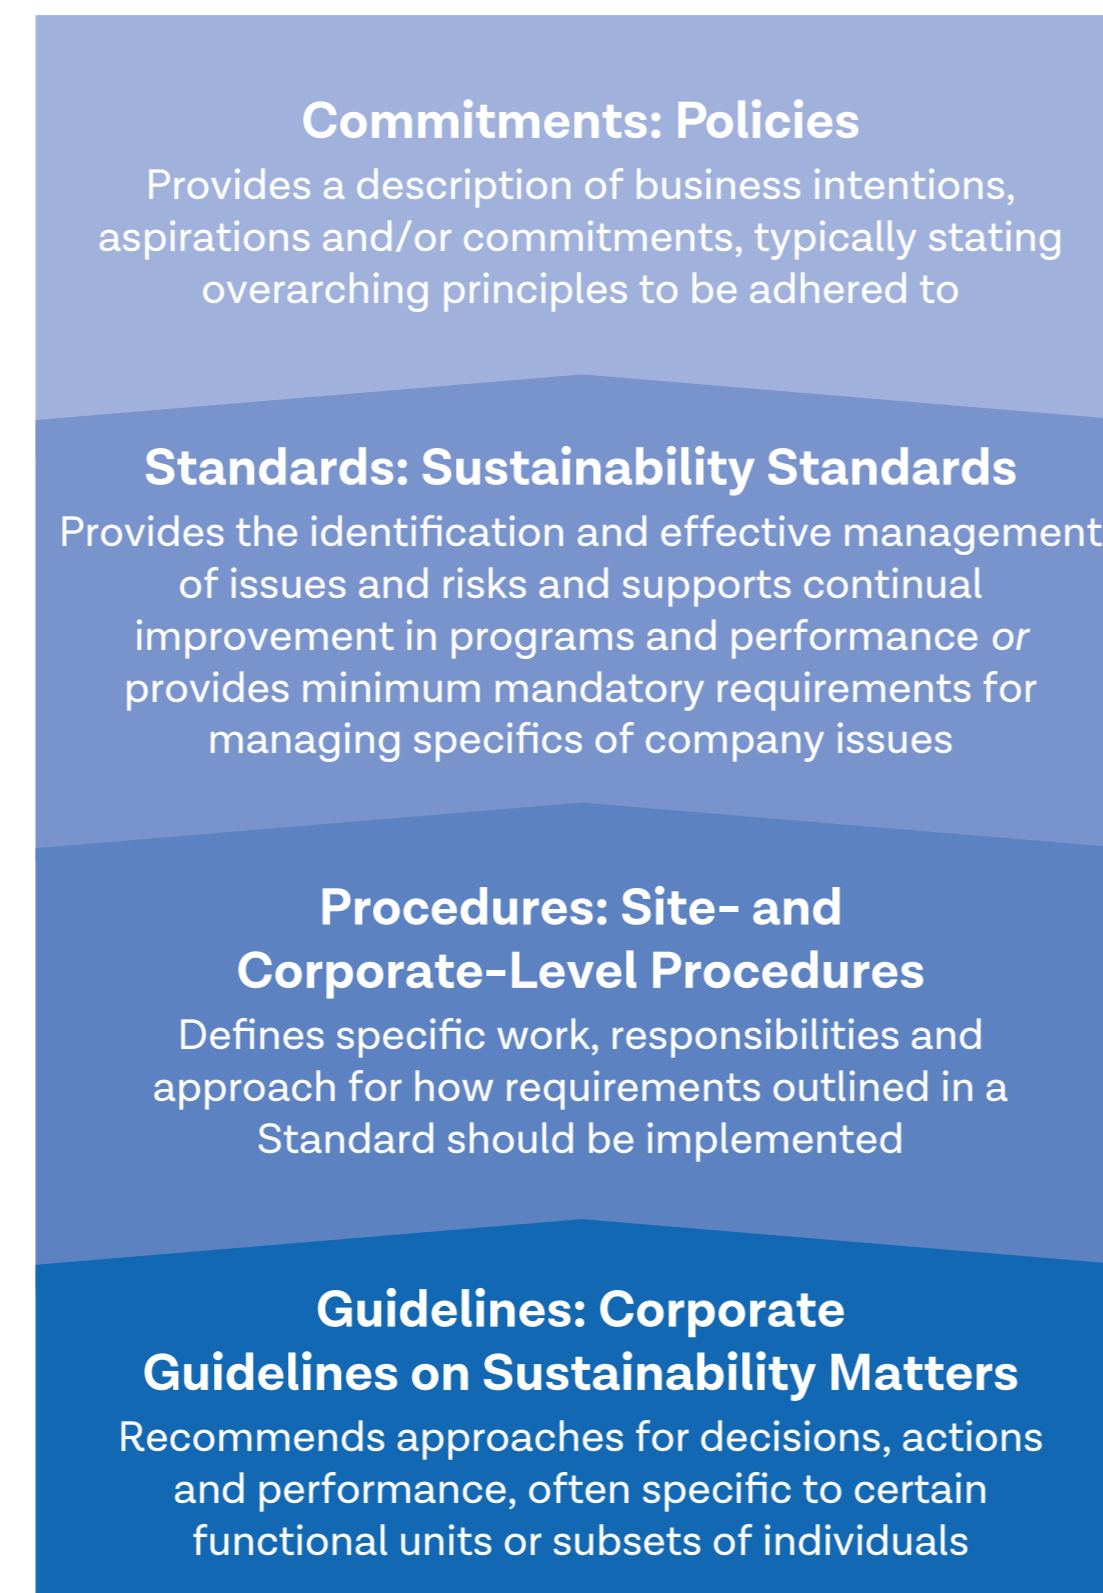 Commitments: Policies
Provides a description of business intentions,
aspirations and/or commitments, typically stating
overarching principles to be adhered to
Standards: Sustainability Standards
Provides the identification and effective management
of issues and risks and supports continual
improvement in programs and performance or
provides minimum mandatory requirements for
managing specifics of company issues
Procedures: Site- and
Corporate-Level Procedures
Defines specific work, responsibilities and
approach for how requirements outlined in a
Standard should be implemented
Guidelines: Corporate
Guidelines on Sustainability Matters
Recommends approaches for decisions, actions
and performance, often specific to certain
functional units or subsets of individuals